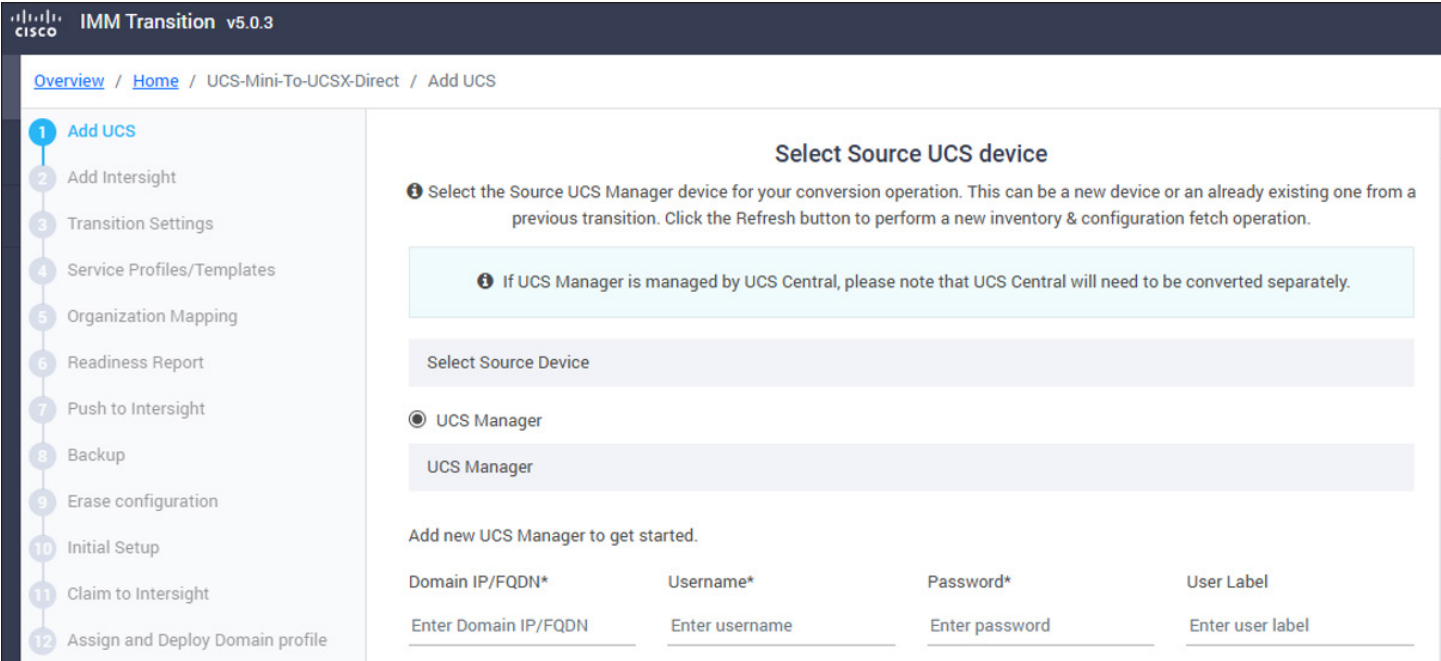 cisco IMM Transition v5.0.3
Overview / Home / UCS-Mini-To-UCSX-Direct / Add UCS
1 Add UCS
2 Add Intersight
3 Transition Settings
4 Service Profiles/Templates
5 Organization Mapping
6 Readiness Report
7 Push to Intersight
8 Backup
9 Erase configuration
10 Initial Setup
11 Claim to Intersight
12 Assign and Deploy Domain profile
Select Source UCS device
Select the Source UCS Manager device for your conversion operation. This can be a new device or an already existing one from a
previous transition. Click the Refresh button to perform a new inventory & configuration fetch operation.
If UCS Manager is managed by UCS Central, please note that UCS Central will need to be converted separately.
Select Source Device
UCS Manager
UCS Manager
Add new UCS Manager to get started.
Domain IP/FQDN* Username* Password* User Label
Enter Domain IP/FQDN Enter username Enter password Enter user label